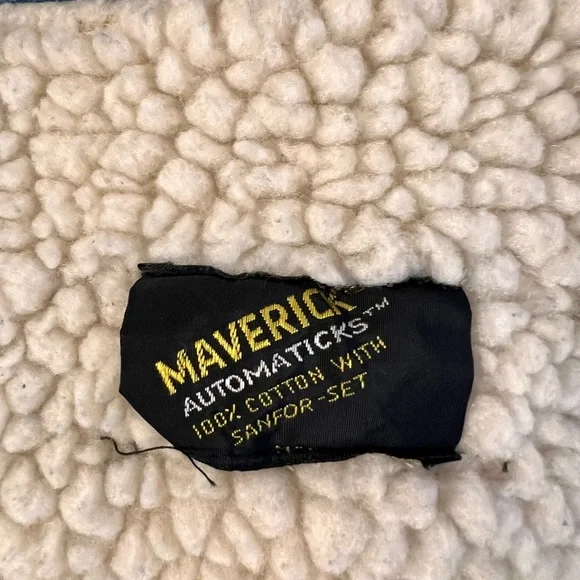 MAVERICK
AUTOMATICKS™
100% COTTON WITH
SANFOR-SET